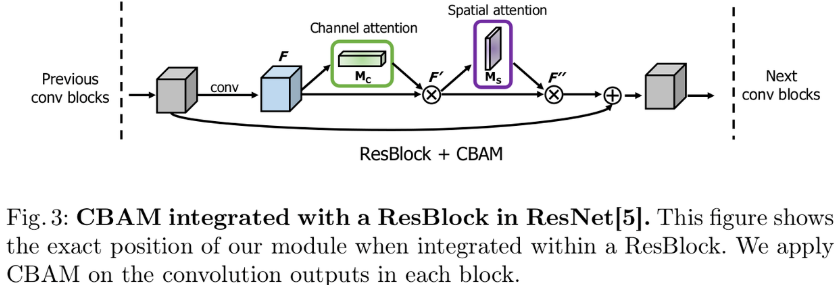 Channel attention
Spatial attention
Previous
conv blocks
conv
F
M_C
F′
M_S
F′′
Next
conv blocks
ResBlock + CBAM
Fig. 3: CBAM integrated with a ResBlock in ResNet[5]. This figure shows
the exact position of our module when integrated within a ResBlock. We apply
CBAM on the convolution outputs in each block.